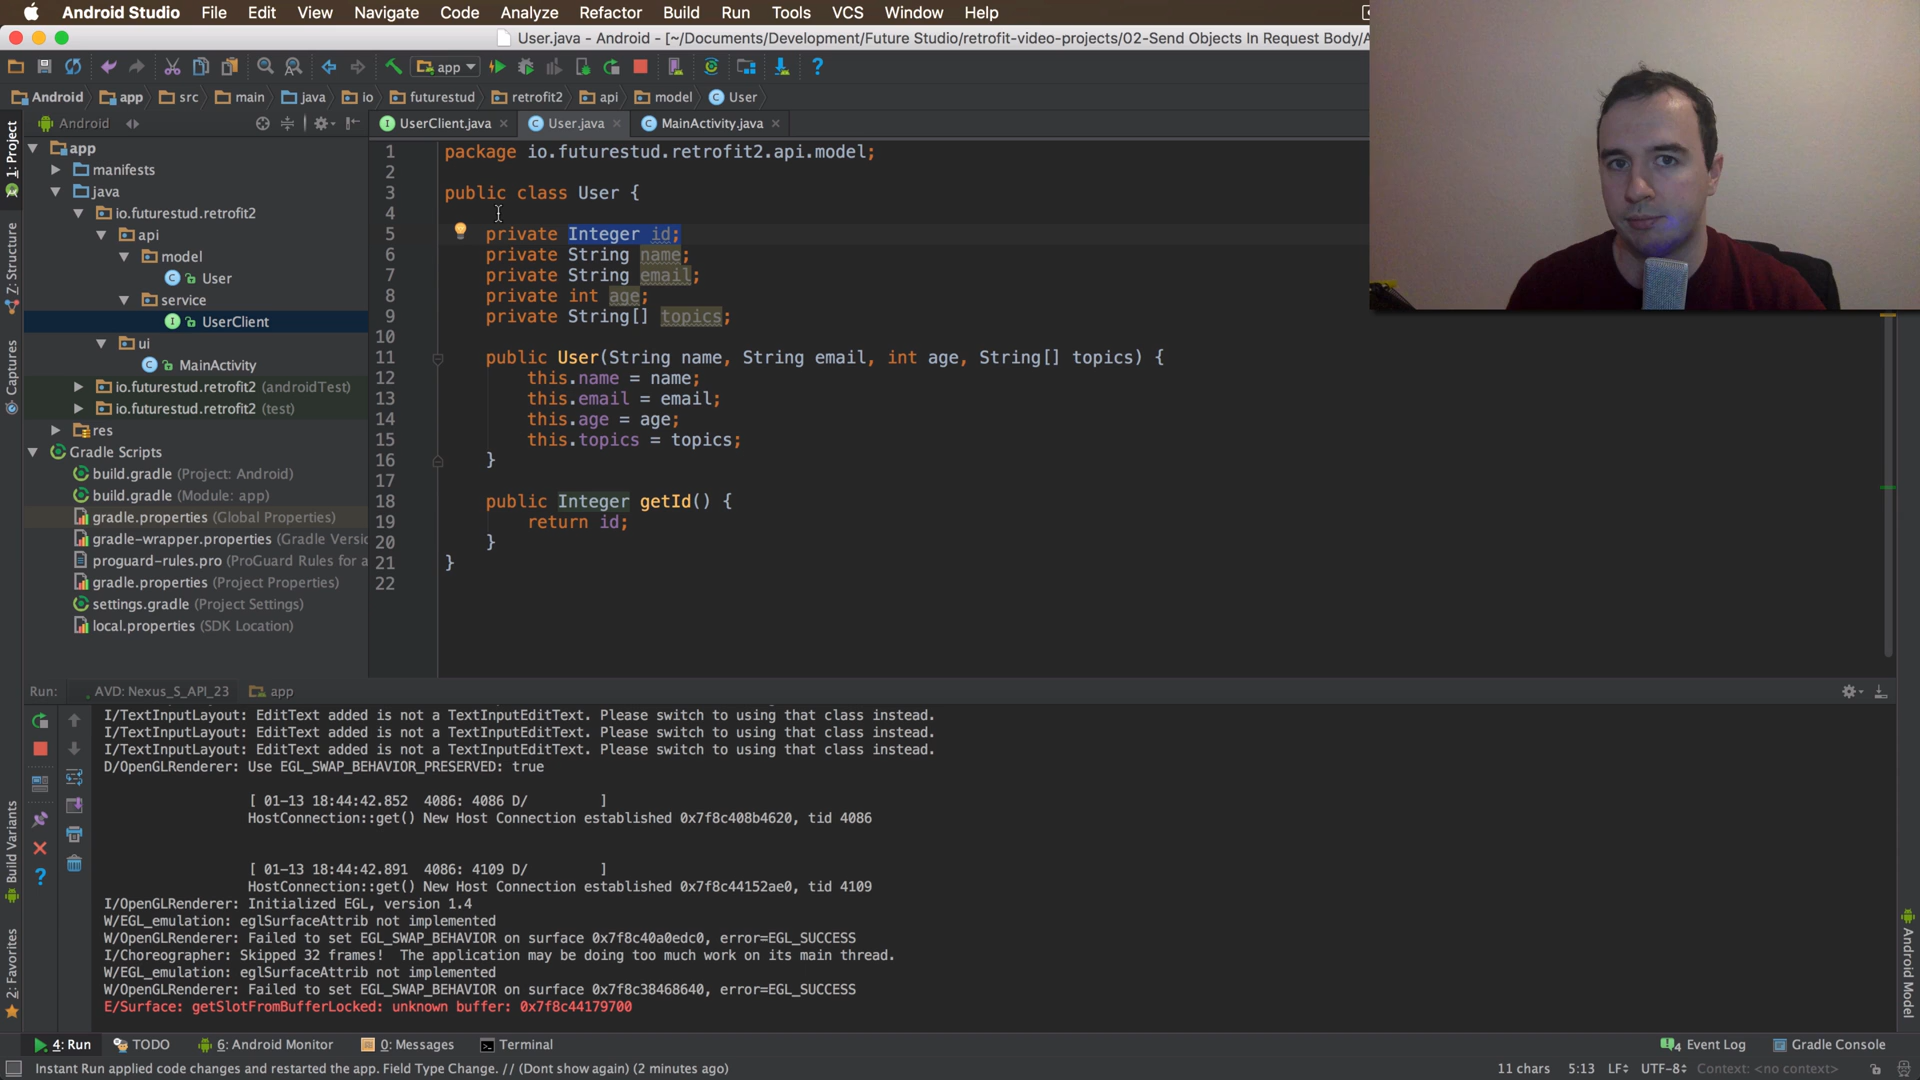 Android Studio File Edit View Navigate Code Analyze Refactor Build Run Tools VCS Window Help
User.java - Android - [~/Documents/Development/Future Studio/retrofit-video-projects/02-Send Objects In Request Body/A
app
Android app src main java io futurestud retrofit2 api model User
Android
UserClient.java User.java MainActivity.java
1: Project
Z: Structure
Captures
Build Variants
2: Favorites
app
manifests
java
io.futurestud.retrofit2
api
model
User
service
UserClient
ui
MainActivity
io.futurestud.retrofit2 (androidTest)
io.futurestud.retrofit2 (test)
res
Gradle Scripts
build.gradle (Project: Android)
build.gradle (Module: app)
gradle.properties (Global Properties)
gradle-wrapper.properties (Gradle Versio
proguard-rules.pro (ProGuard Rules for a
gradle.properties (Project Properties)
settings.gradle (Project Settings)
local.properties (SDK Location)
1 package io.futurestud.retrofit2.api.model;
2
3 public class User {
4
5 private Integer id;
6 private String name;
7 private String email;
8 private int age;
9 private String[] topics;
10
11 public User(String name, String email, int age, String[] topics) {
12 this.name = name;
13 this.email = email;
14 this.age = age;
15 this.topics = topics;
16 }
17
18 public Integer getId() {
19 return id;
20 }
21 }
22
Run: AVD: Nexus_S_API_23 app
I/TextInputLayout: EditText added is not a TextInputEditText. Please switch to using that class instead.
I/TextInputLayout: EditText added is not a TextInputEditText. Please switch to using that class instead.
I/TextInputLayout: EditText added is not a TextInputEditText. Please switch to using that class instead.
D/OpenGLRenderer: Use EGL_SWAP_BEHAVIOR_PRESERVED: true
[ 01-13 18:44:42.852 4086: 4086 D/ ]
HostConnection::get() New Host Connection established 0x7f8c408b4620, tid 4086
[ 01-13 18:44:42.891 4086: 4109 D/ ]
HostConnection::get() New Host Connection established 0x7f8c44152ae0, tid 4109
I/OpenGLRenderer: Initialized EGL, version 1.4
W/EGL_emulation: eglSurfaceAttrib not implemented
W/OpenGLRenderer: Failed to set EGL_SWAP_BEHAVIOR on surface 0x7f8c40a0edc0, error=EGL_SUCCESS
I/Choreographer: Skipped 32 frames! The application may be doing too much work on its main thread.
W/EGL_emulation: eglSurfaceAttrib not implemented
W/OpenGLRenderer: Failed to set EGL_SWAP_BEHAVIOR on surface 0x7f8c38468640, error=EGL_SUCCESS
E/Surface: getSlotFromBufferLocked: unknown buffer: 0x7f8c44179700
Android Model
4: Run TODO 6: Android Monitor 0: Messages Terminal 4 Event Log Gradle Console
Instant Run applied code changes and restarted the app. Field Type Change. // (Dont show again) (2 minutes ago) 11 chars 5:13 LF UTF-8 Context: <no context>